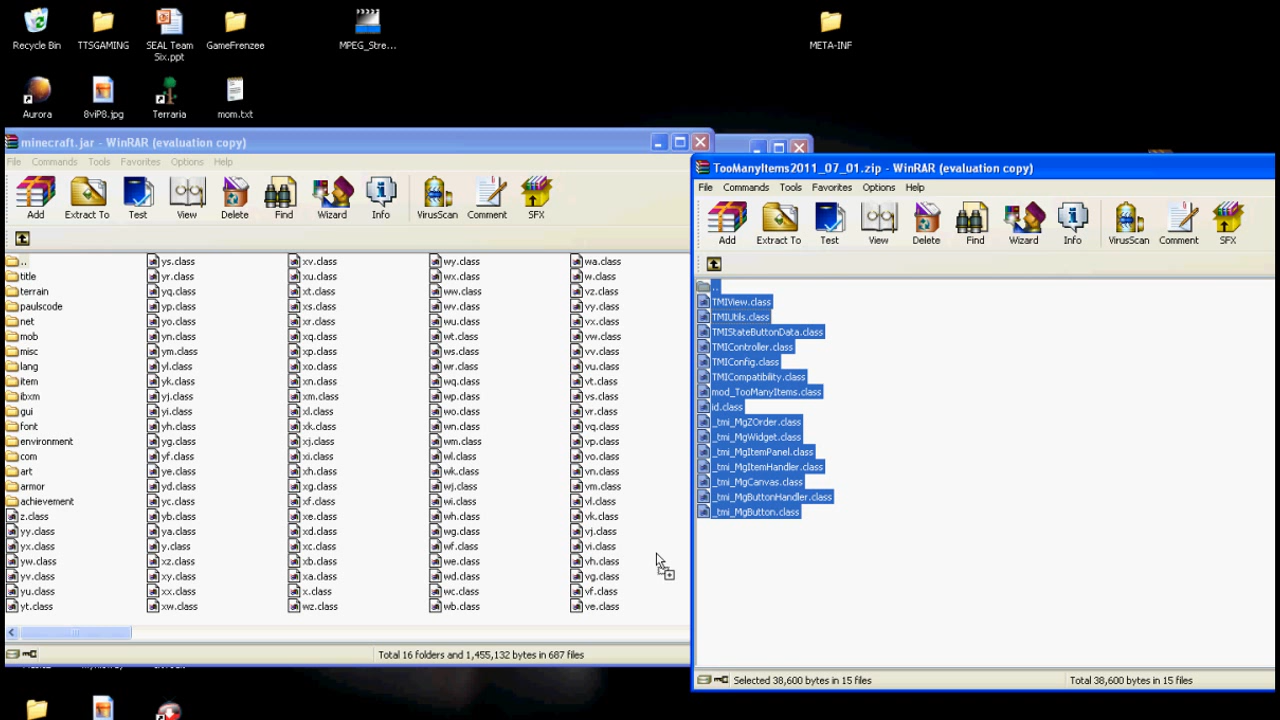 Recycle Bin
TTSGAMING
SEAL Team Six.ppt
GameFrenzee
MPEG_Stre...
META-INF
Aurora
8viP8.jpg
Terraria
mom.txt
minecraft.jar - WinRAR (evaluation copy)
File Commands Tools Favorites Options Help
Add Extract To Test View Delete Find Wizard Info VirusScan Comment SFX
.. ys.class xv.class wy.class wa.class
title yr.class xu.class wx.class w.class
terrain yq.class xt.class ww.class vz.class
paulscode yp.class xs.class wv.class vy.class
net yo.class xr.class wu.class vx.class
mob yn.class xq.class wt.class vw.class
misc ym.class xp.class ws.class vv.class
lang yl.class xo.class wr.class vu.class
item yk.class xn.class wq.class vt.class
ibxm yj.class xm.class wp.class vs.class
gui yi.class xl.class wo.class vr.class
font yh.class xk.class wn.class vq.class
environment yg.class xj.class wm.class vp.class
com yf.class xi.class wl.class vo.class
art ye.class xh.class wk.class vn.class
armor yd.class xg.class wj.class vm.class
achievement yc.class xf.class wi.class vl.class
z.class yb.class xe.class wh.class vk.class
yy.class ya.class xd.class wg.class vj.class
yx.class y.class xc.class wf.class vi.class
yw.class xz.class xb.class we.class vh.class
yv.class xy.class xa.class wd.class vg.class
yu.class xx.class x.class wc.class vf.class
yt.class xw.class wz.class wb.class ve.class
Total 16 folders and 1,455,132 bytes in 687 files
TooManyItems2011_07_01.zip - WinRAR (evaluation copy)
File Commands Tools Favorites Options Help
Add Extract To Test View Delete Find Wizard Info VirusScan Comment SFX
..
TMIView.class
TMIUtils.class
TMIStateButtonData.class
TMIController.class
TMIConfig.class
TMICompatibility.class
mod_TooManyItems.class
id.class
_tmi_MgZOrder.class
_tmi_MgWidget.class
_tmi_MgItemPanel.class
_tmi_MgItemHandler.class
_tmi_MgCanvas.class
_tmi_MgButtonHandler.class
_tmi_MgButton.class
Selected 38,600 bytes in 15 files
Total 38,600 bytes in 15 files